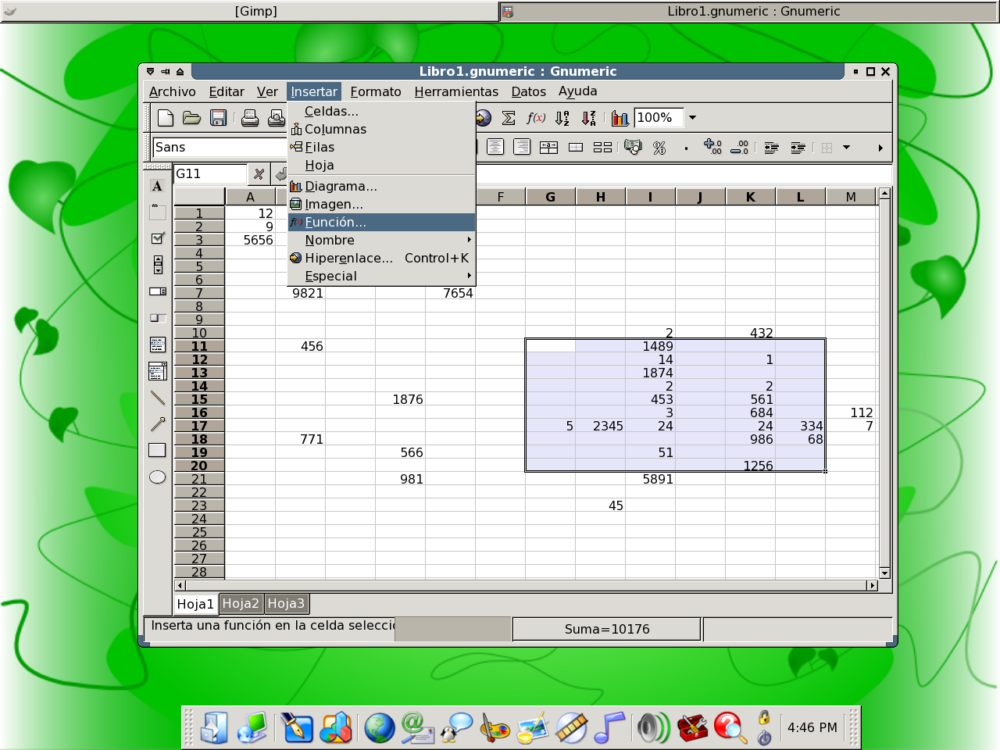 [Gimp] Libro1.gnumeric : Gnumeric
Libro1.gnumeric : Gnumeric
Archivo Editar Ver Insertar Formato Herramientas Datos Ayuda
Celdas...
100%
Columnas
Sans
Filas
Hoja
G11
Diagrama...
Imagen...
Función...
Nombre
Hiperenlace... Control+K
Especial
A F G H I J K L M
1 12
2 9
3 5656
4
5
6
7 9821 7654
8
9
10 2 432
11 456 1489
12 14 1
13 1874
14 2 2
15 1876 453 561
16 3 684 112
17 5 2345 24 24 334 7
18 771 986 68
19 566 51
20 1256
21 981 5891
22
23 45
24
25
26
27
28
Hoja1 Hoja2 Hoja3
Inserta una función en la celda Suma=10176
4:46 PM